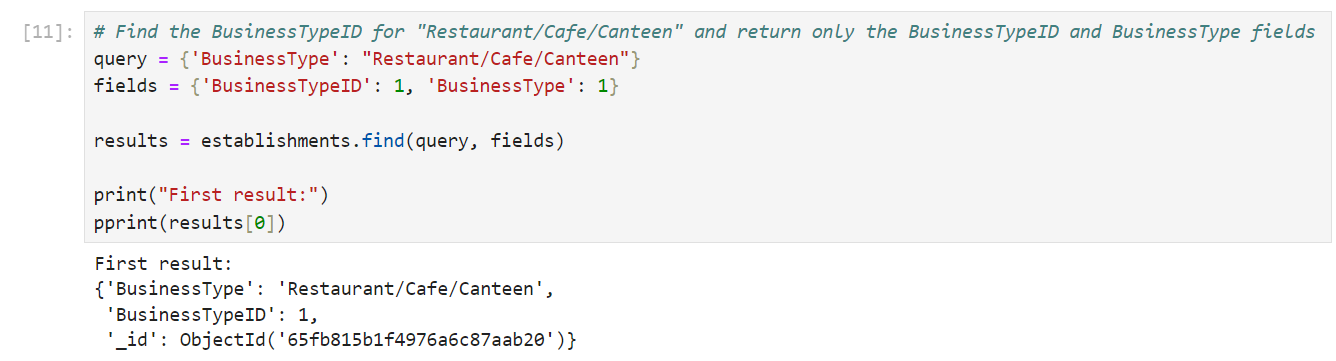 [11]: # Find the BusinessTypeID for "Restaurant/Cafe/Canteen" and return only the BusinessTypeID and BusinessType fields
query = {'BusinessType': "Restaurant/Cafe/Canteen"}
fields = {'BusinessTypeID': 1, 'BusinessType': 1}
results = establishments.find(query, fields)
print("First result:")
pprint(results[0])
First result:
{'BusinessType': 'Restaurant/Cafe/Canteen',
'BusinessTypeID': 1,
'_id': ObjectId('65fb815b1f4976a6c87aab20')}